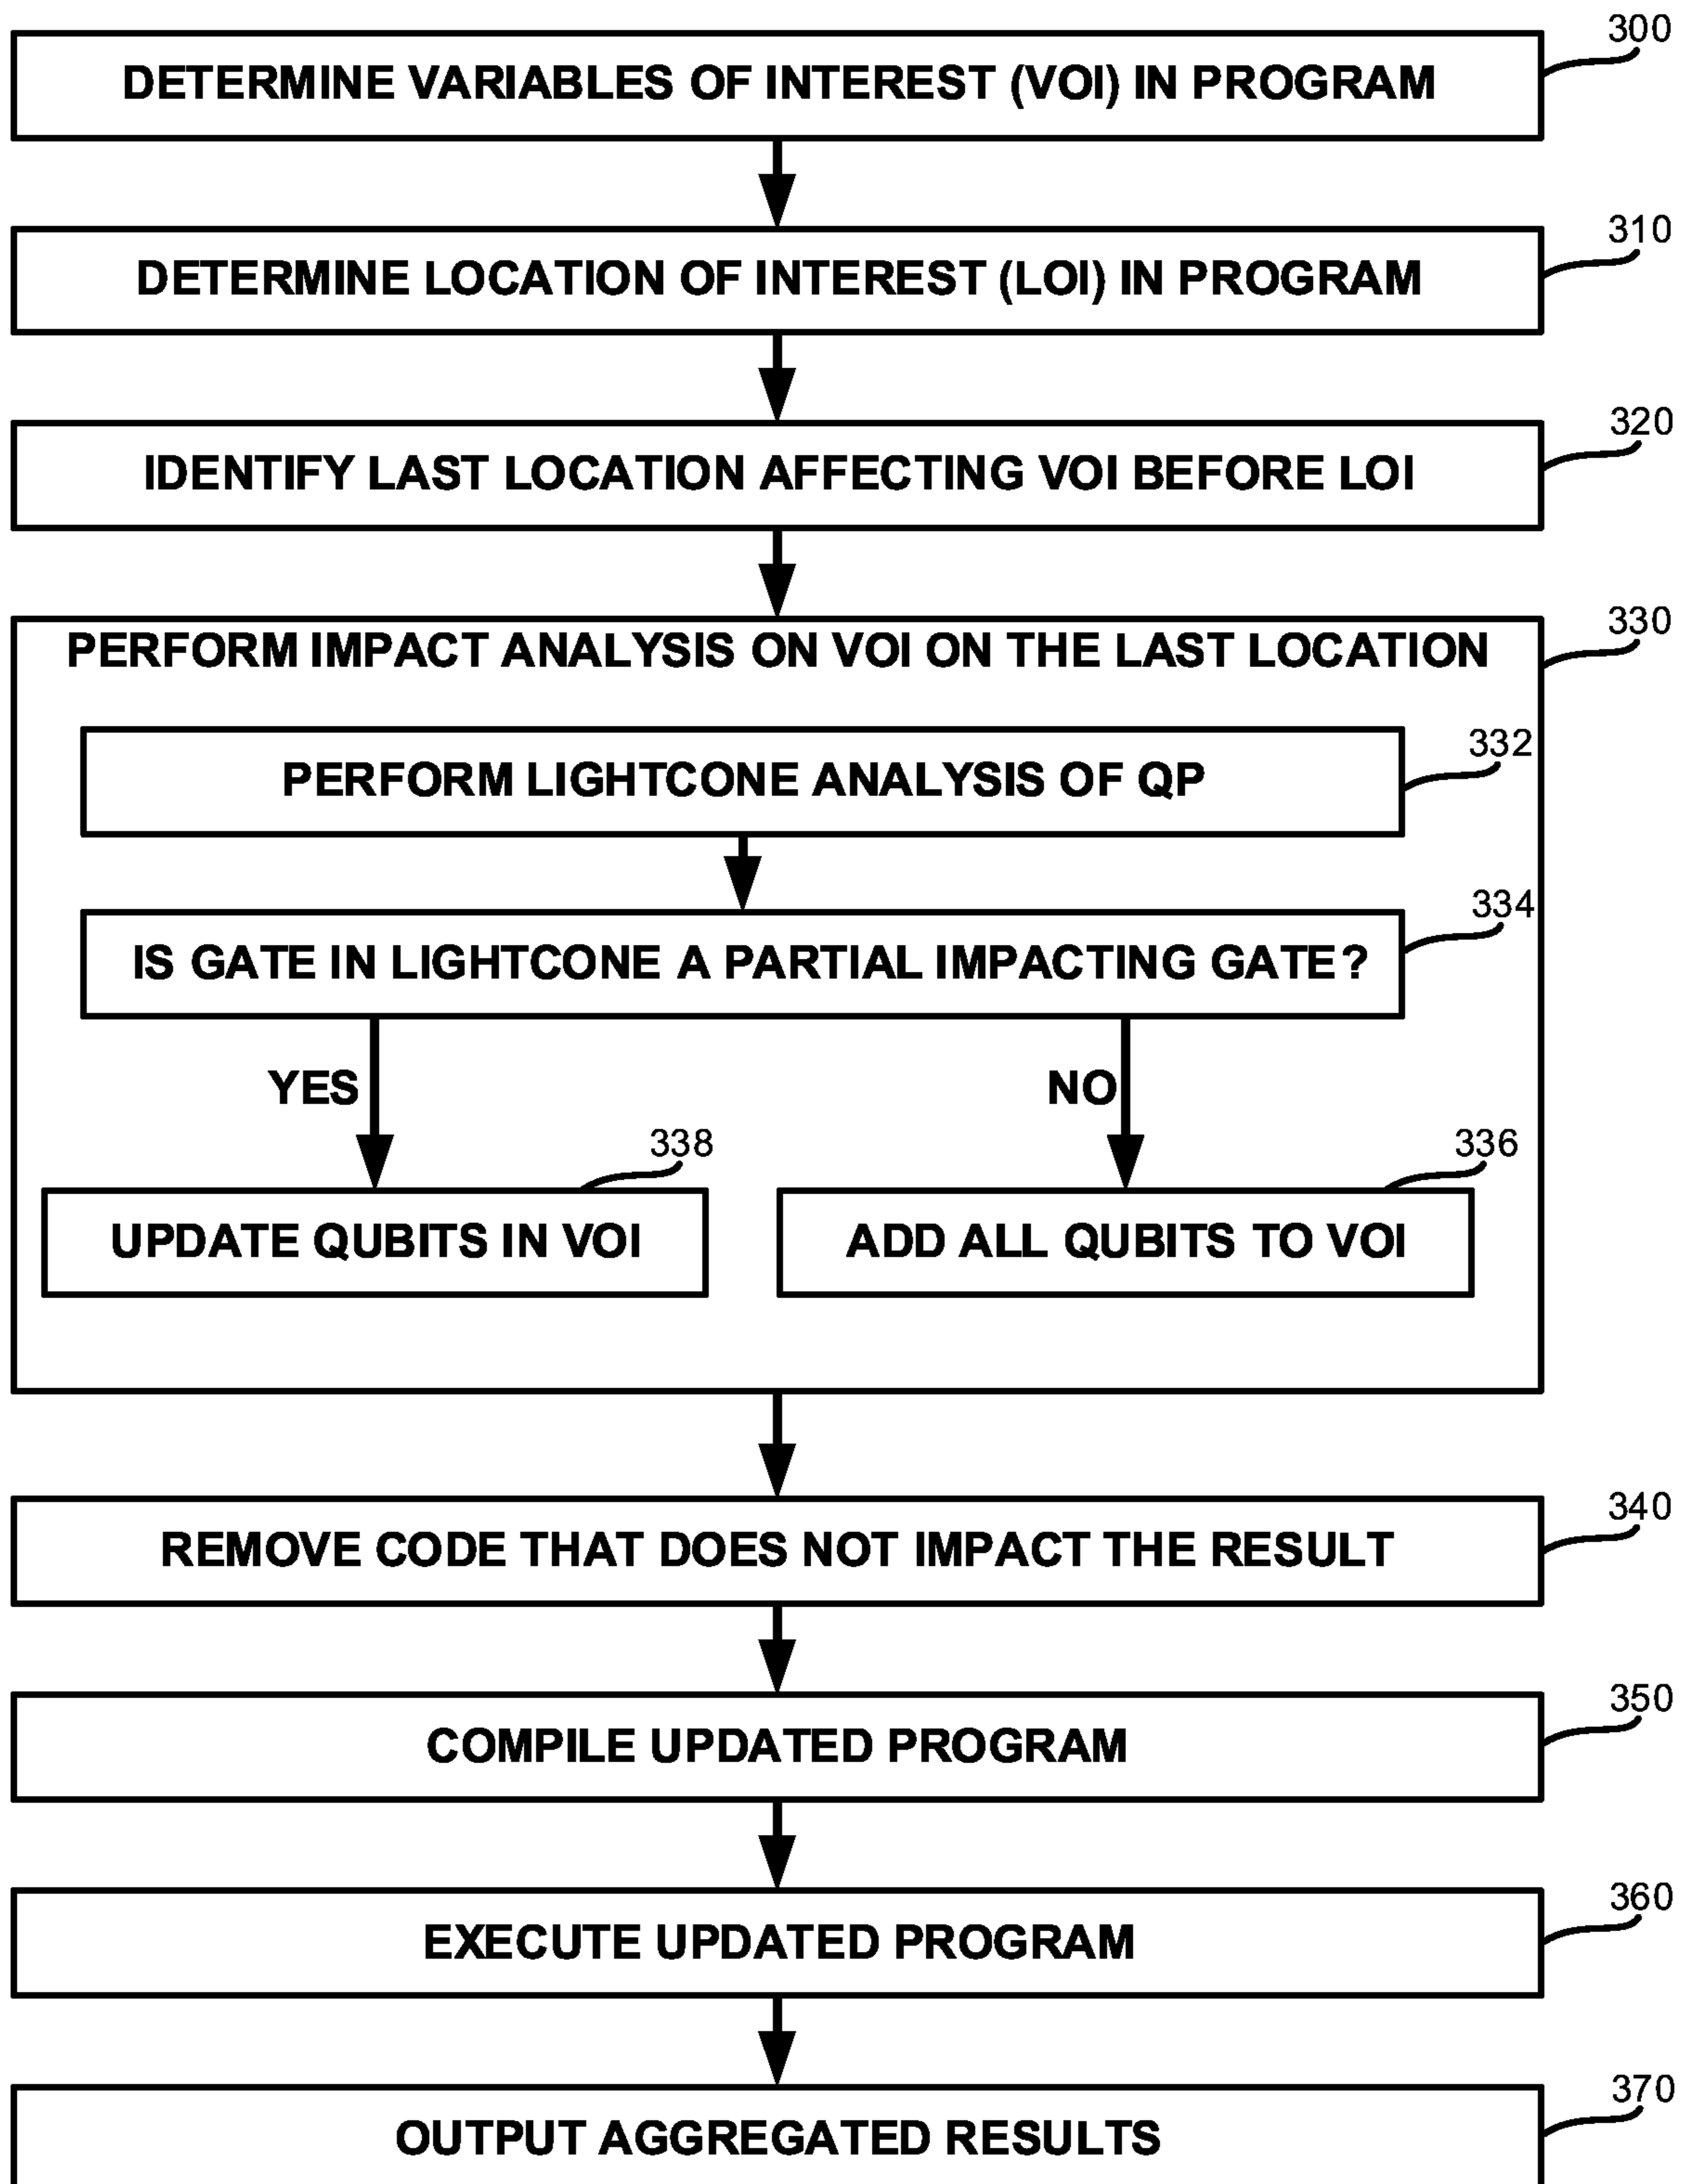 300
DETERMINE VARIABLES OF INTEREST (VOI) IN PROGRAM
310
DETERMINE LOCATION OF INTEREST (LOI) IN PROGRAM
320
IDENTIFY LAST LOCATION AFFECTING VOI BEFORE LOI
330
PERFORM IMPACT ANALYSIS ON VOI ON THE LAST LOCATION
332
PERFORM LIGHTCONE ANALYSIS OF QP
334
IS GATE IN LIGHTCONE A PARTIAL IMPACTING GATE?
YES
NO
338
336
UPDATE QUBITS IN VOI
ADD ALL QUBITS TO VOI
340
REMOVE CODE THAT DOES NOT IMPACT THE RESULT
350
COMPILE UPDATED PROGRAM
360
EXECUTE UPDATED PROGRAM
370
OUTPUT AGGREGATED RESULTS